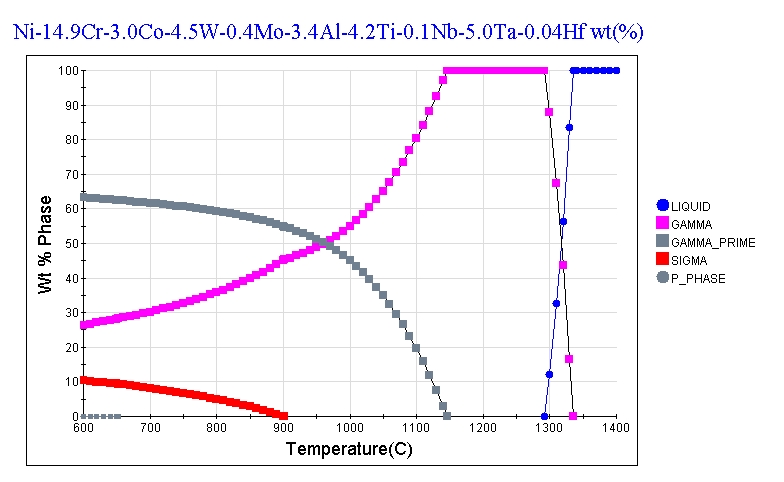 Ni-14.9Cr-3.0Co-4.5W-0.4Mo-3.4Al-4.2Ti-0.1Nb-5.0Ta-0.04Hf wt(%)
100
90
80
70
60
50
40
30
20
10
0
Wt % Phase
600 700 800 900 1000 1100 1200 1300 1400
Temperature(C)
LIQUID
GAMMA
GAMMA_PRIME
SIGMA
P_PHASE